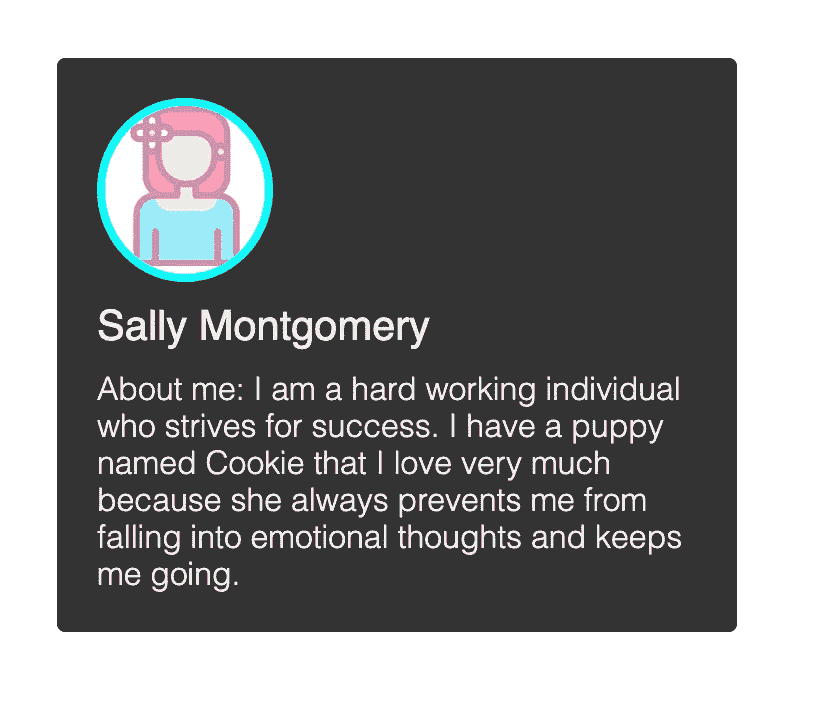 Sally Montgomery
About me: I am a hard working individual
who strives for success. I have a puppy
named Cookie that I love very much
because she always prevents me from
falling into emotional thoughts and keeps
me going.